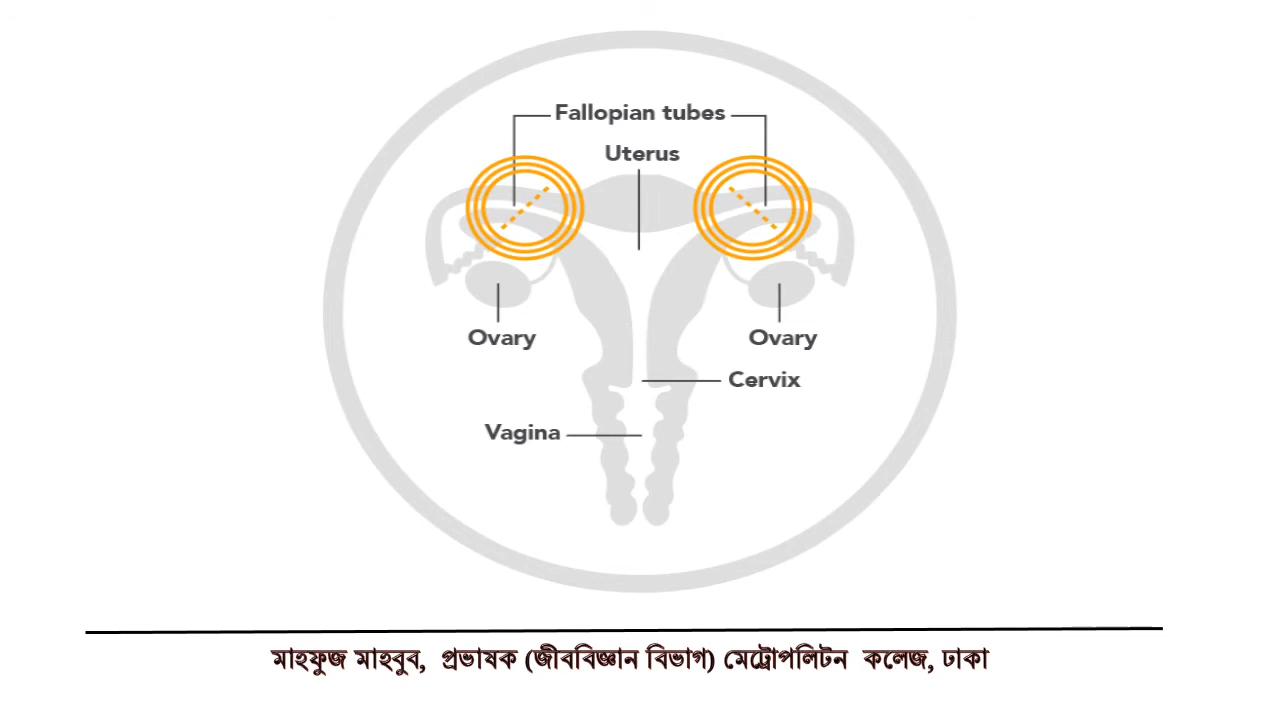 Fallopian tubes
Uterus
Ovary
Ovary
Cervix
Vagina
মাহফুজ মাহবুব, প্রভাষক (জীববিজ্ঞান বিভাগ) মেট্রোপলিটন কলেজ, ঢাকা